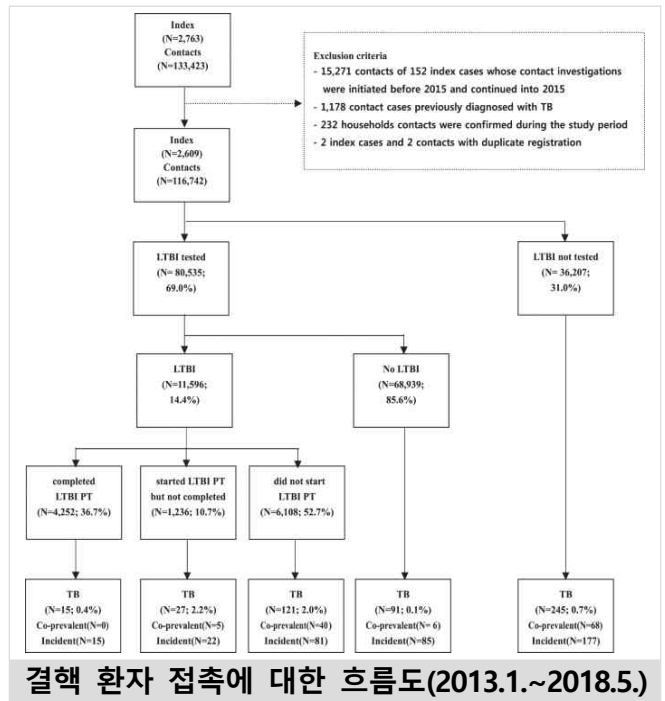 Index
(N=2,763)
Contacts
(N=133,423)
Exclusion criteria
- 15,271 contacts of 152 index cases whose contact investigations
were initiated before 2015 and continued into 2015
- 1,178 contact cases previously diagnosed with TB
- 232 households contacts were confirmed during the study period
- 2 index cases and 2 contacts with duplicate registration
Index
(N=2,609)
Contacts
(N=116,742)
LTBI tested
(N= 80,535;
69.0%)
LTBI not tested
(N= 36,207;
31.0%)
LTBI
(N=11,596;
14.4%)
No LTBI
(N=68,939;
85.6%)
completed
LTBI PT
(N=4,252; 36.7%)
started LTBI PT
but not completed
(N=1,236; 10.7%)
did not start
LTBI PT
(N=6,108; 52.7%)
TB
(N=15; 0.4%)
Co-prevalent(N=0)
Incident(N=15)
TB
(N=27; 2.2%)
Co-prevalent(N=5)
Incident(N=22)
TB
(N=121; 2.0%)
Co-prevalent(N=40)
Incident(N=81)
TB
(N=91; 0.1%)
Co-prevalent(N= 6)
Incident(N=85)
TB
(N=245; 0.7%)
Co-prevalent(N=68)
Incident(N=177)
결핵 환자 접촉에 대한 흐름도(2013.1.~2018.5.)